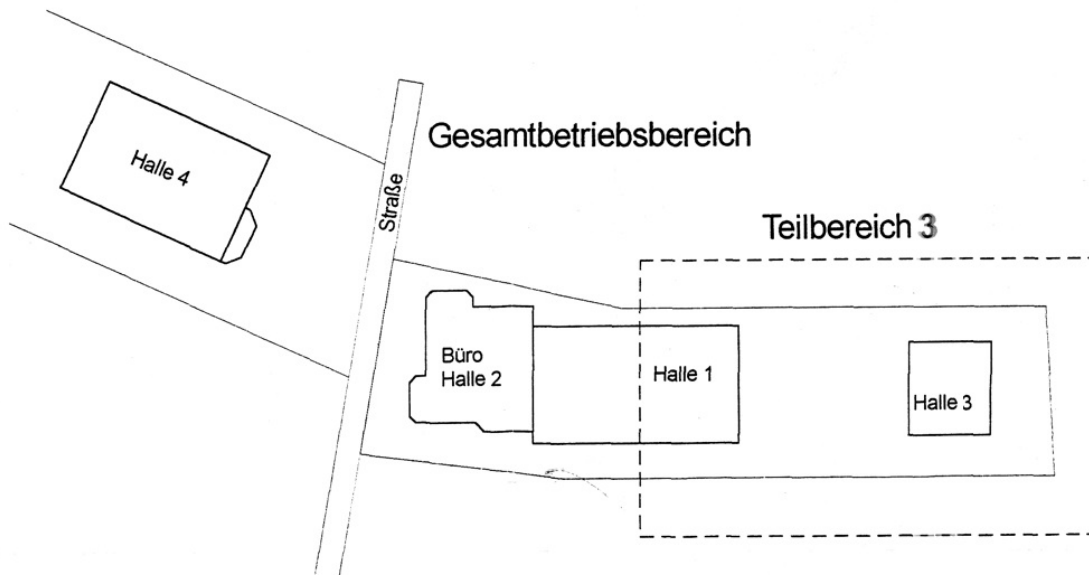 Gesamtbetriebsbereich
Halle 4
Straße
Teilbereich 3
Büro
Halle 2
Halle 1
Halle 3